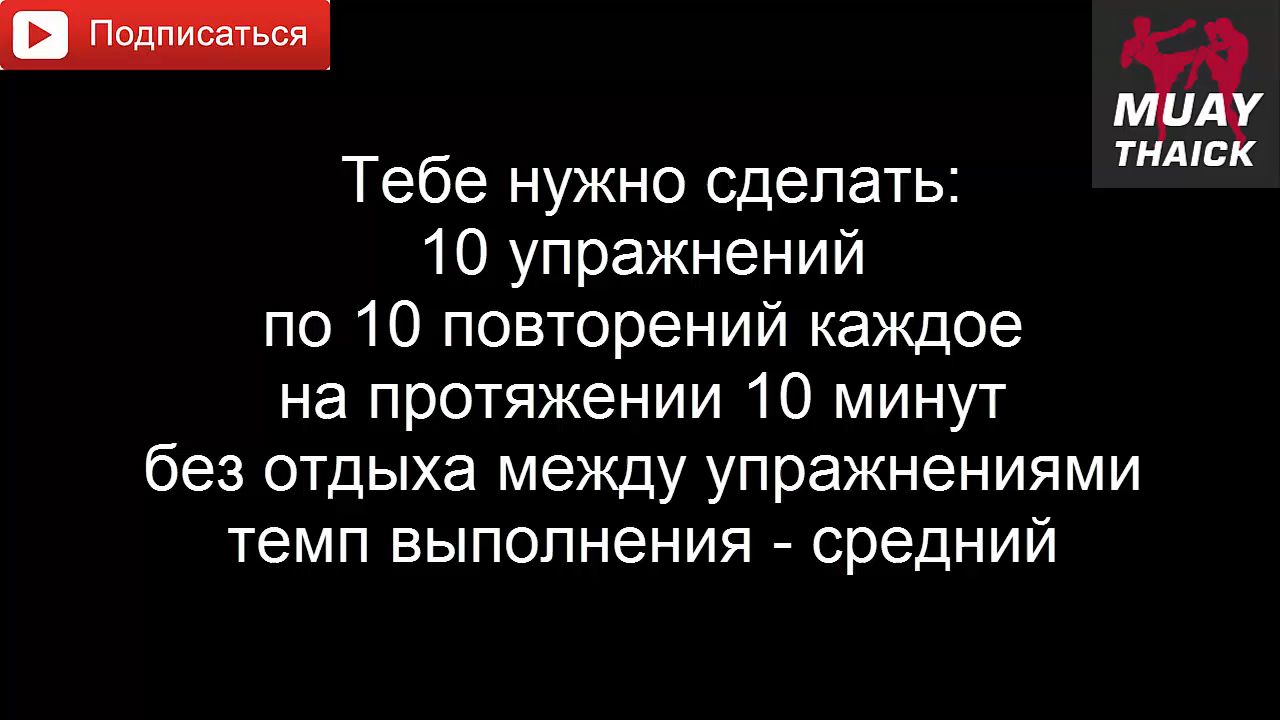 Подписаться
MUAY
THAICK
Тебе нужно сделать:
10 упражнений
по 10 повторений каждое
на протяжении 10 минут
без отдыха между упражнениями
темп выполнения - средний